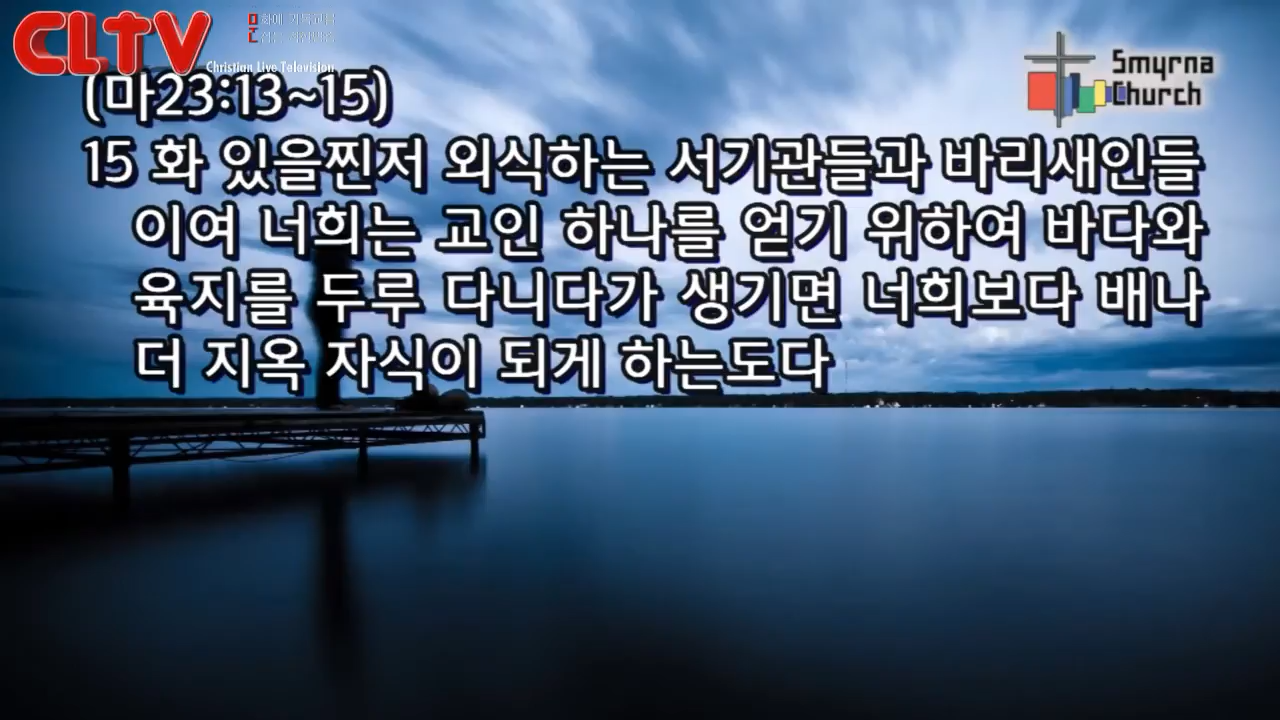 CLTV
Christian Live Television
Smyrna
Church
(마23:13~15)
15 화 있을찐저 외식하는 서기관들과 바리새인들
이여 너희는 교인 하나를 얻기 위하여 바다와
육지를 두루 다니다가 생기면 너희보다 배나
더 지옥 자식이 되게 하는도다